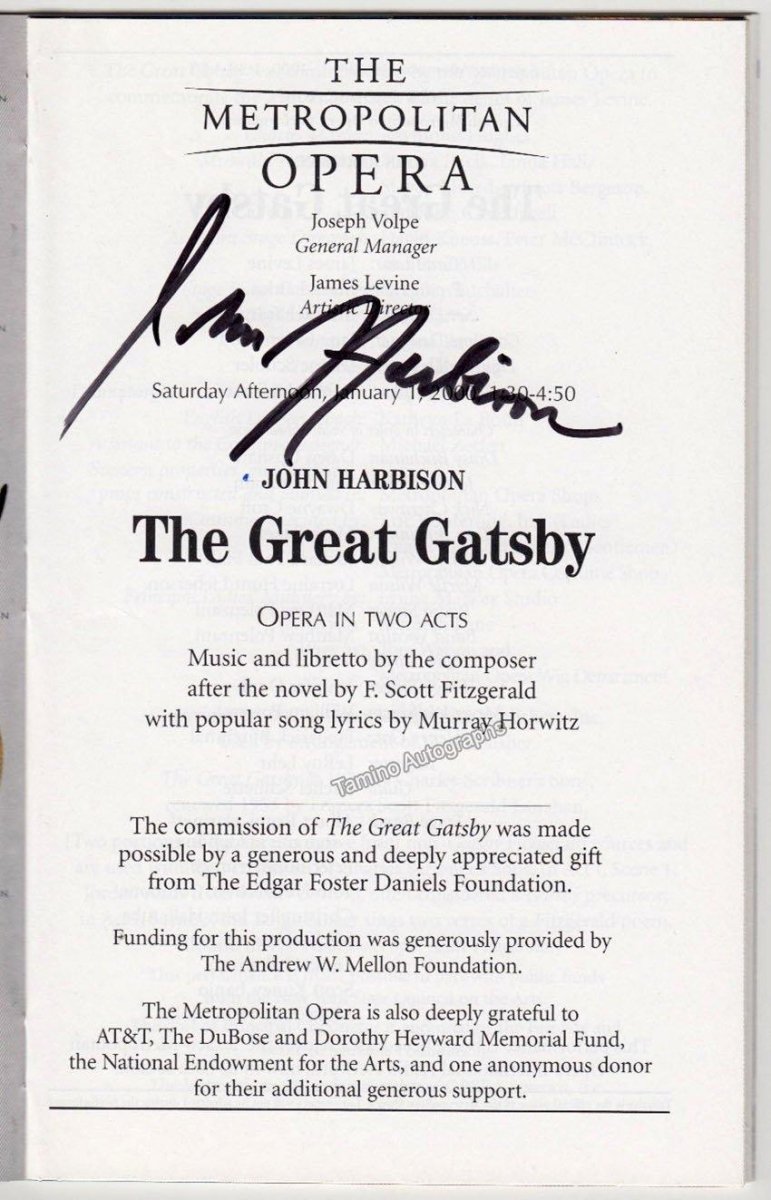 THE
METROPOLITAN
OPERA
Joseph Volpe
General Manager
James Levine
Artistic Director
John Harbison
Saturday Afternoon, January 1, 2000, 1:30-4:50
JOHN HARBISON
The Great Gatsby
OPERA IN TWO ACTS
Music and libretto by the composer
after the novel by F. Scott Fitzgerald
with popular song lyrics by Murray Horwitz
Tamino Autographs
The commission of The Great Gatsby was made
possible by a generous and deeply appreciated gift
from The Edgar Foster Daniels Foundation.
Funding for this production was generously provided by
The Andrew W. Mellon Foundation.
The Metropolitan Opera is also deeply grateful to
AT&T, The DuBose and Dorothy Heyward Memorial Fund,
the National Endowment for the Arts, and one anonymous donor
for their additional generous support.